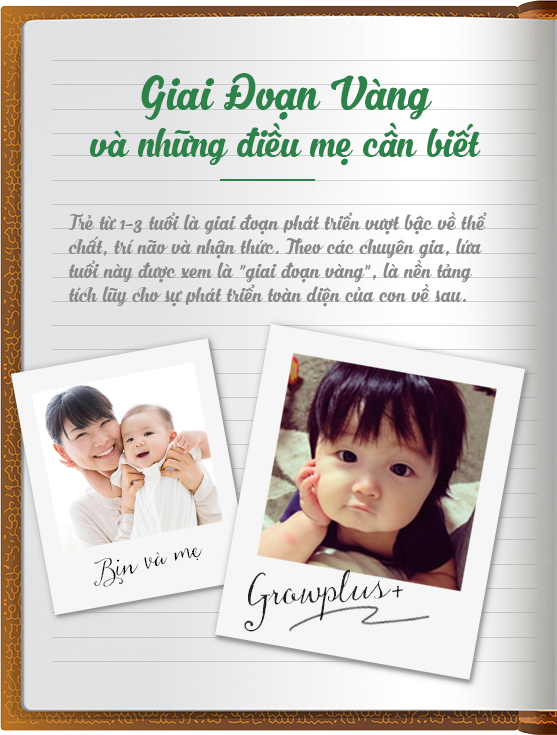 Giai Đoạn Vàng
và những điều mẹ cần biết
Trẻ từ 1-3 tuổi là giai đoạn phát triển vượt bậc về thể
chất, trí não và nhận thức. Theo các chuyên gia, lứa
tuổi này được xem là "giai đoạn vàng", là nền tảng
tích lũy cho sự phát triển toàn diện của con về sau.
Bin và mẹ
Growplus+